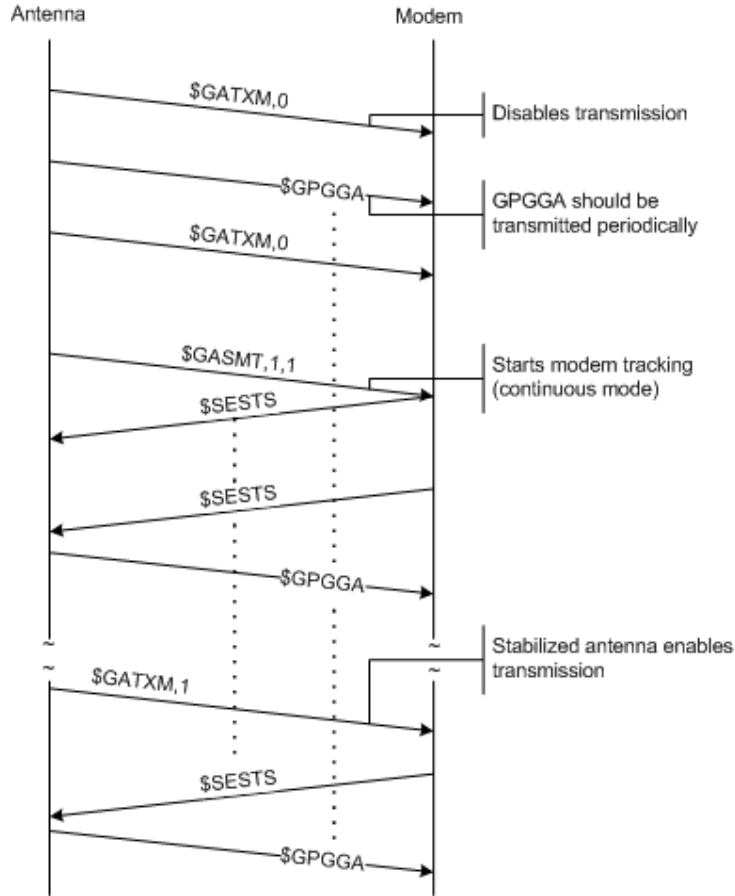 Antenna
Modem
$GATXM,0
Disables transmission
$GPGGA
GPGGA should be
transmitted periodically
$GATXM,0
$GASMT,1,1
Starts modem tracking
(continuous mode)
$SESTS
$SESTS
$GPGGA
~ ~
~ ~
Stabilized antenna enables
transmission
$GATXM,1
$SESTS
$GPGGA